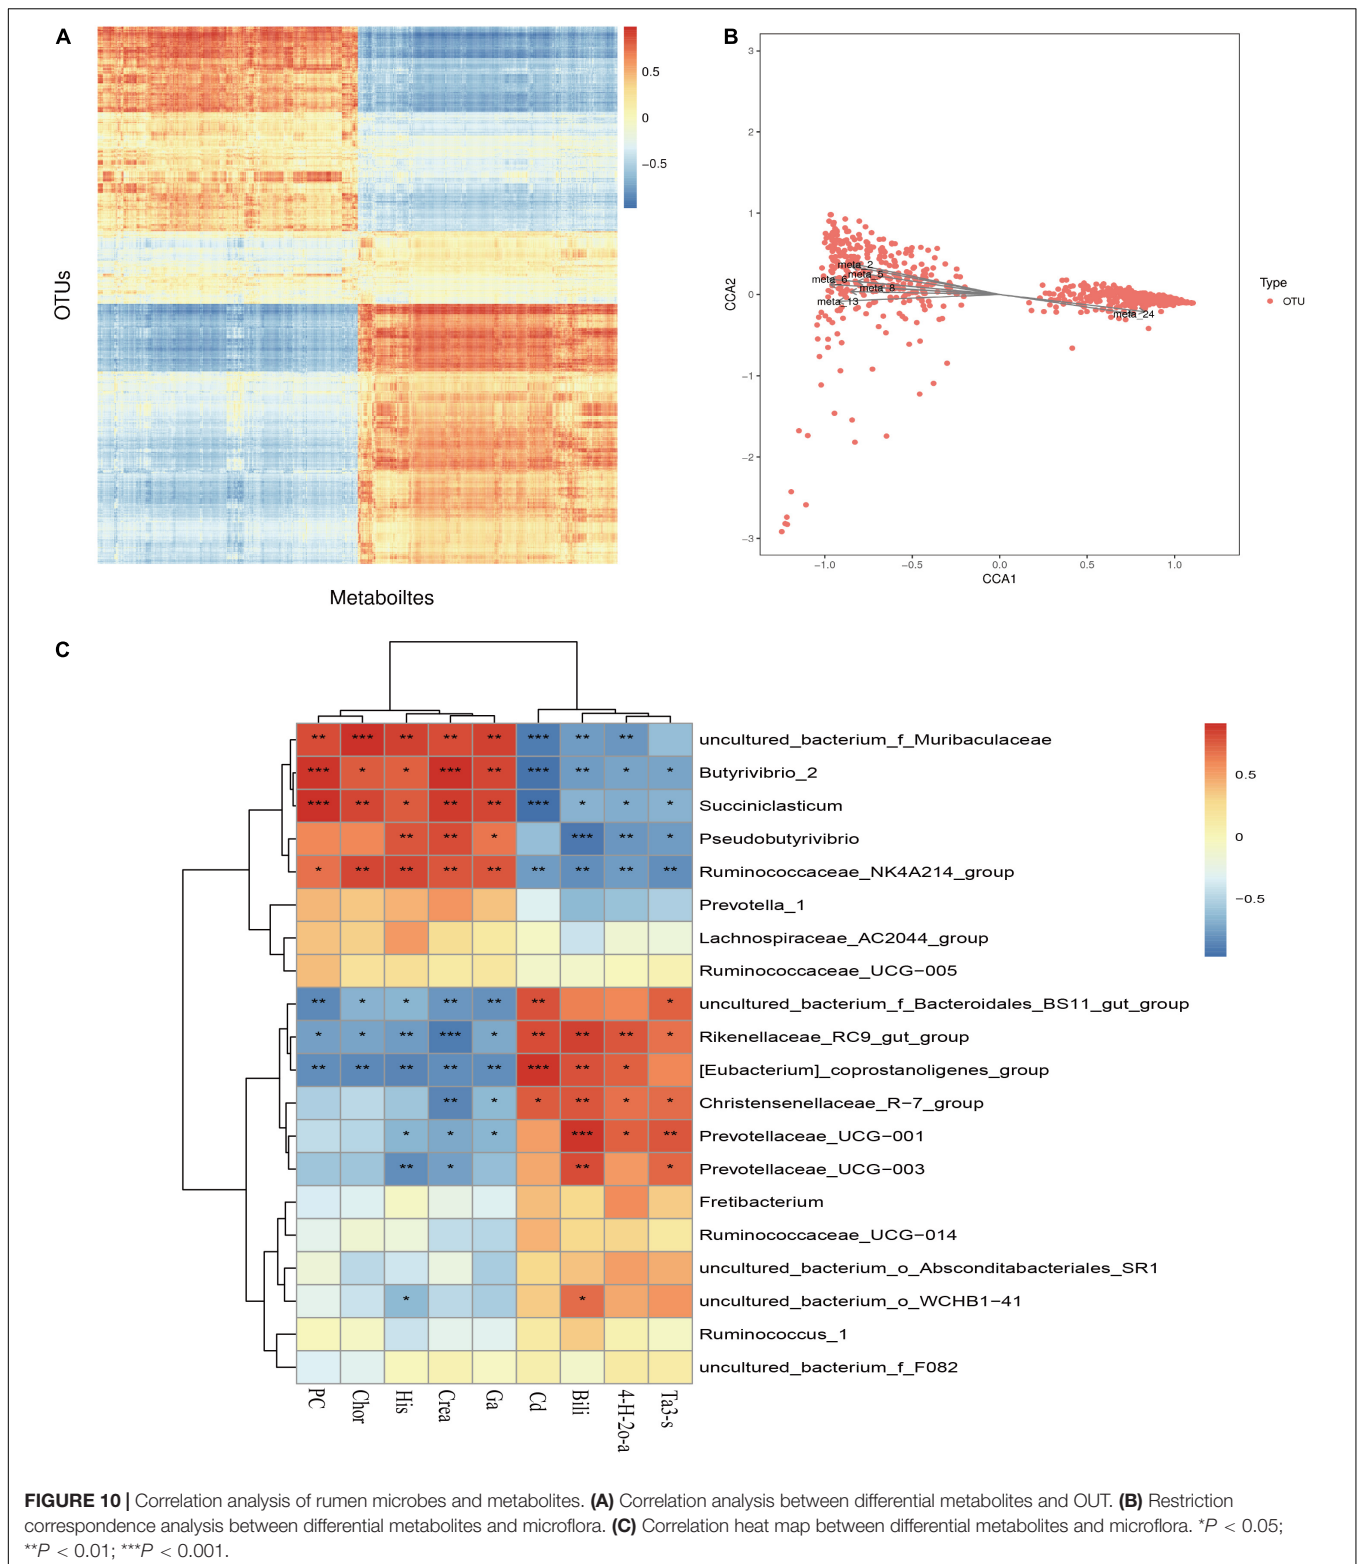 A
0.5
0
−0.5
OTUs
Metaboiltes
B
3
2
1
0
−1
−2
−3
CCA2
meta_2
meta_5
meta_6
meta_8
meta_13
meta_24
−1.0 −0.5 0.0 0.5 1.0
CCA1
Type
OTU
C
** *** ** ** ** *** ** ** uncultured_bacterium_f_Muribaculaceae
*** * * *** ** *** ** * * Butyrivibrio_2
*** ** * ** ** *** * * * Succiniclasticum
** ** * *** ** * Pseudobutyrivibrio
* ** ** ** ** ** ** ** ** Ruminococcaceae_NK4A214_group
Prevotella_1
Lachnospiraceae_AC2044_group
Ruminococcaceae_UCG−005
** * * ** ** ** * uncultured_bacterium_f_Bacteroidales_BS11_gut_group
* * ** *** * ** ** ** * Rikenellaceae_RC9_gut_group
** ** ** ** ** *** ** * [Eubacterium]_coprostanoligenes_group
** * * ** * * Christensenellaceae_R−7_group
* * * *** * ** Prevotellaceae_UCG−001
** * ** * Prevotellaceae_UCG−003
Fretibacterium
Ruminococcaceae_UCG−014
uncultured_bacterium_o_Absconditabacteriales_SR1
* * uncultured_bacterium_o_WCHB1−41
Ruminococcus_1
uncultured_bacterium_f_F082
PC Chor His Crea Ga Cd Bili 4-H-2o-a Ta3-s
0.5
0
−0.5
FIGURE 10 | Correlation analysis of rumen microbes and metabolites. (A) Correlation analysis between differential metabolites and OUT. (B) Restriction
correspondence analysis between differential metabolites and microflora. (C) Correlation heat map between differential metabolites and microflora. *P < 0.05;
**P < 0.01; ***P < 0.001.